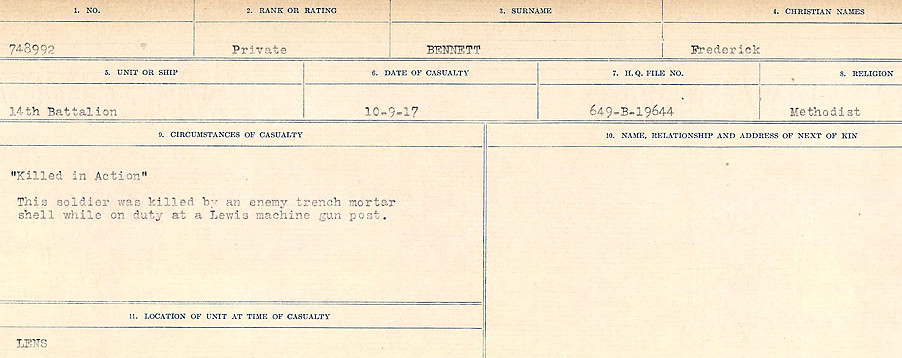 1. NO. 2. RANK OR RATING 3. SURNAME 4. CHRISTIAN NAMES
748992 Private BENNETT Frederick
5. UNIT OR SHIP 6. DATE OF CASUALTY 7. H. Q. FILE NO. 8. RELIGION
14th Battalion 10-9-17 649-B-19644 Methodist
9. CIRCUMSTANCES OF CASUALTY 10. NAME, RELATIONSHIP AND ADDRESS OF NEXT OF KIN
"Killed in Action"
This soldier was killed by an enemy trench mortar
shell while on duty at a Lewis machine gun post.
11. LOCATION OF UNIT AT TIME OF CASUALTY
LENS